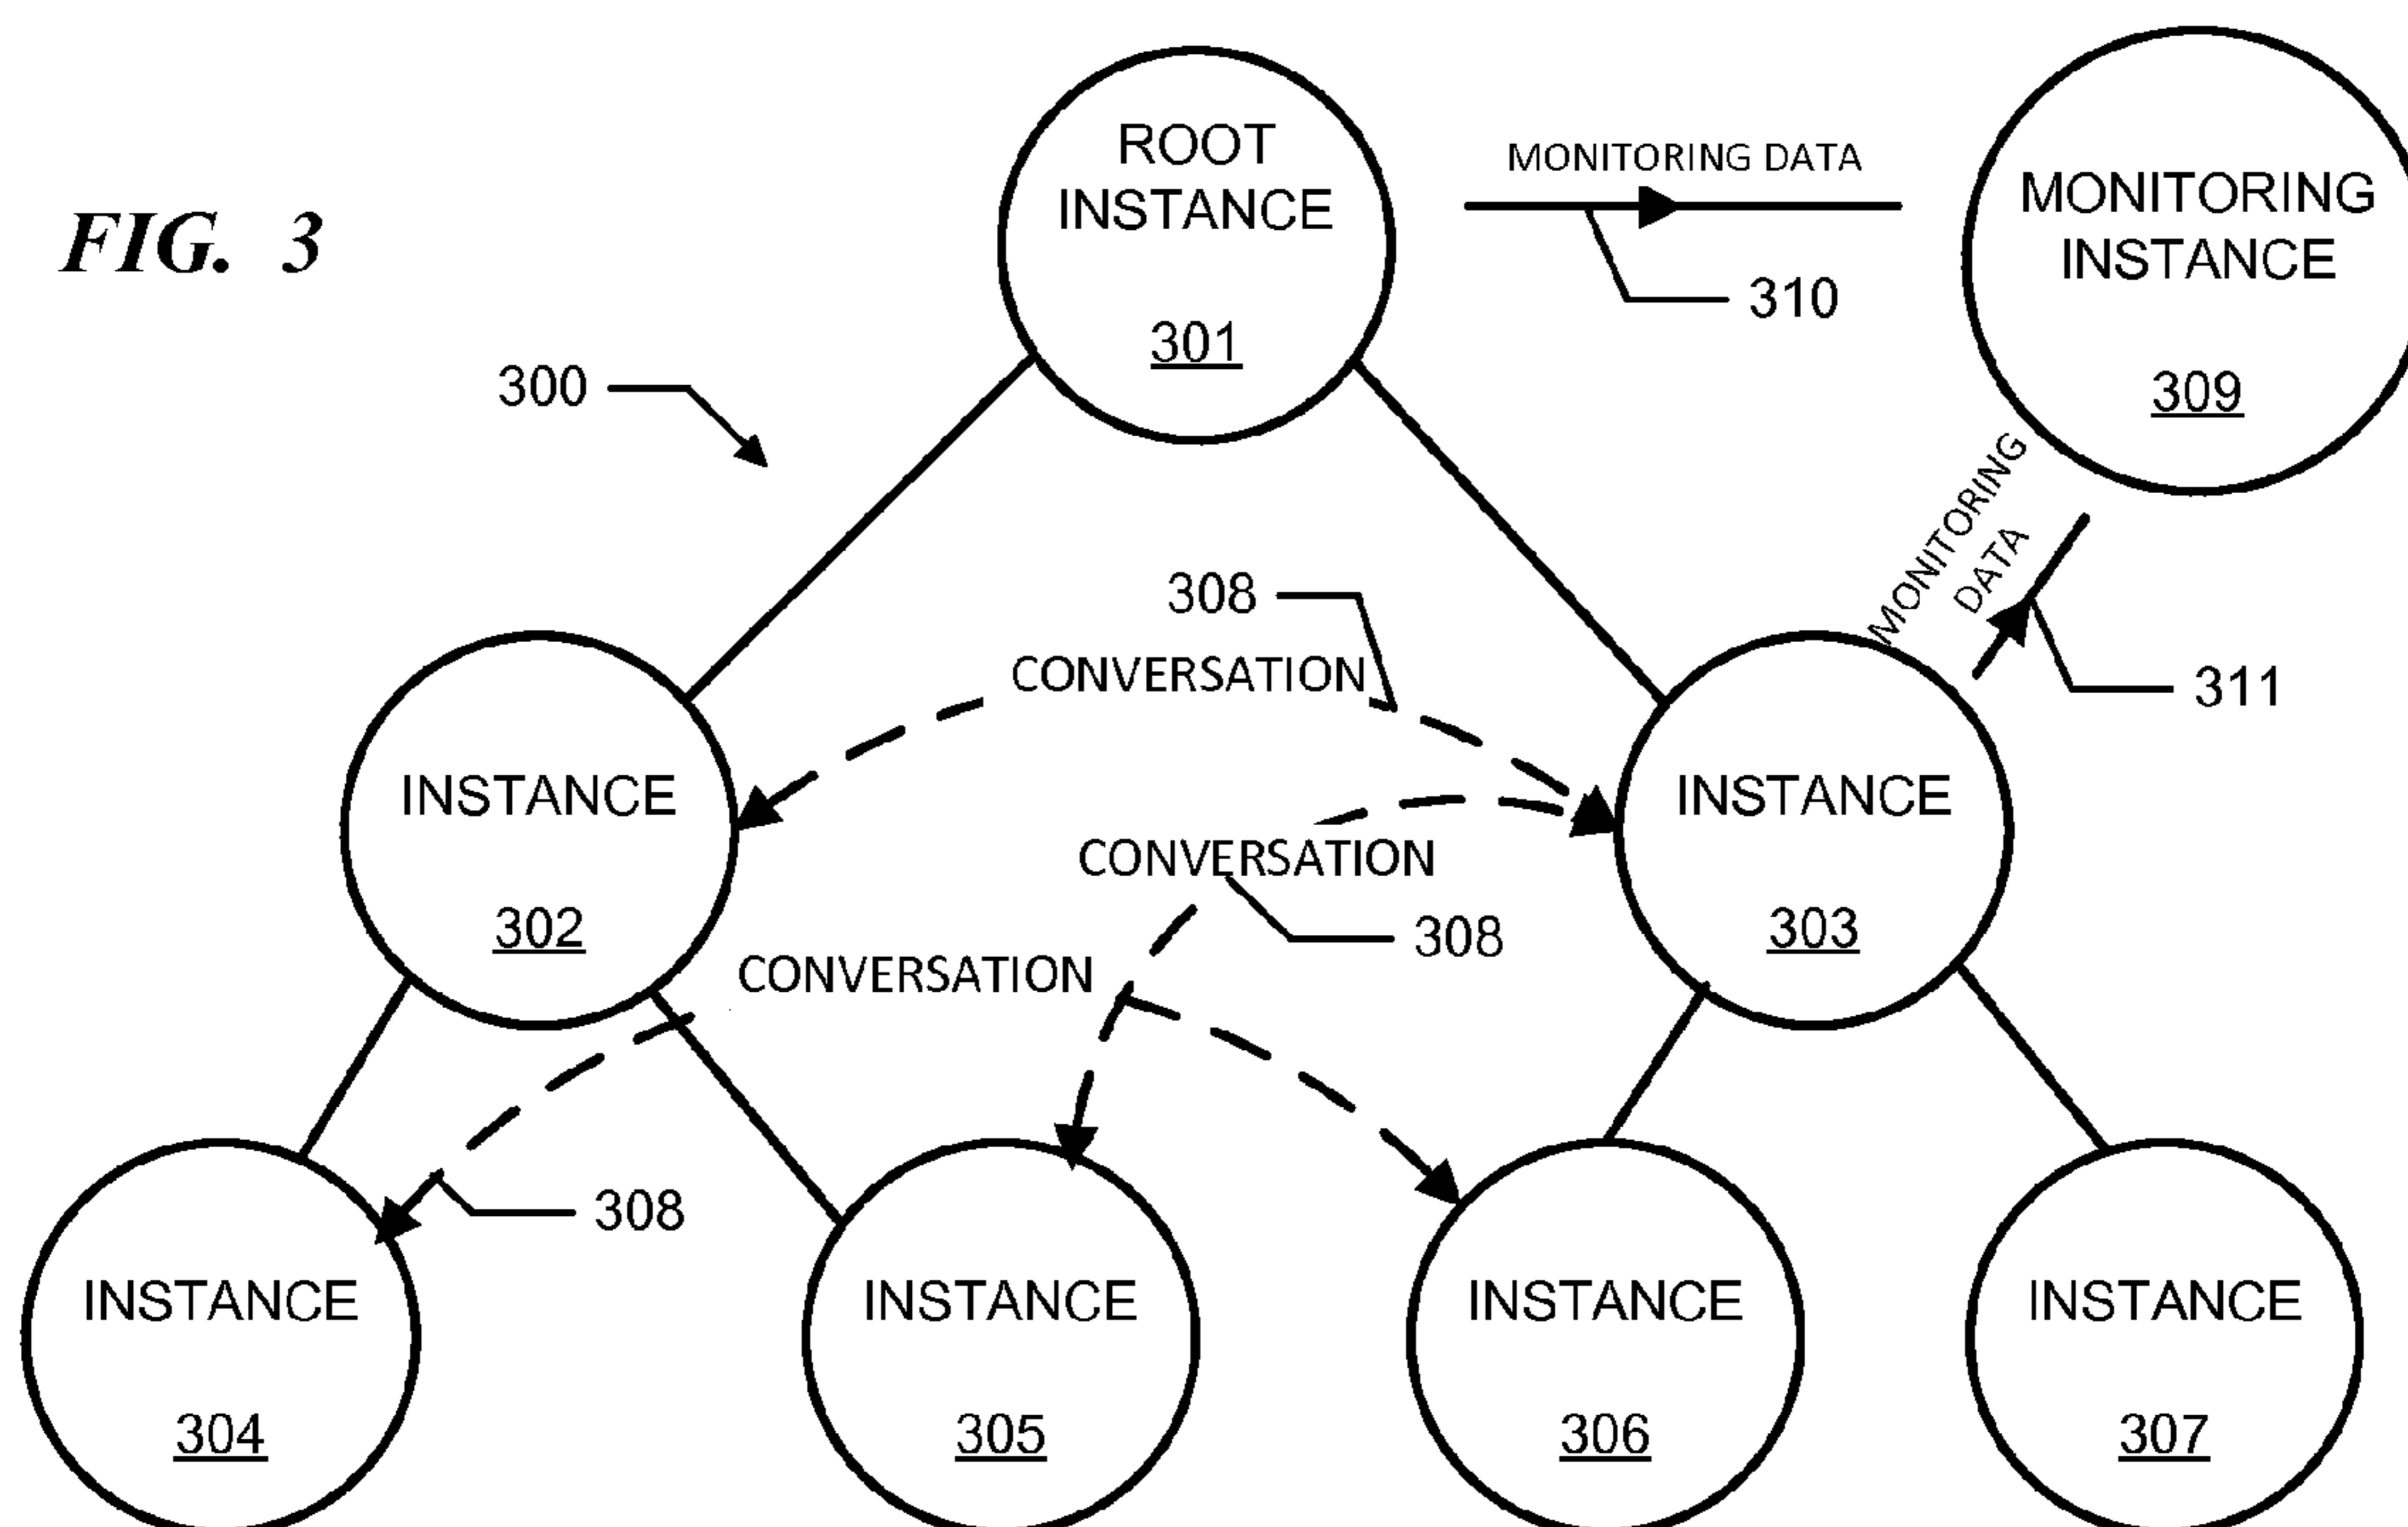 FIG. 3
ROOT
INSTANCE
301
MONITORING DATA
310
MONITORING
INSTANCE
309
300
MONITORING
DATA
311
308
CONVERSATION
INSTANCE
302
CONVERSATION
308
INSTANCE
303
CONVERSATION
308
INSTANCE
304
INSTANCE
305
INSTANCE
306
INSTANCE
307